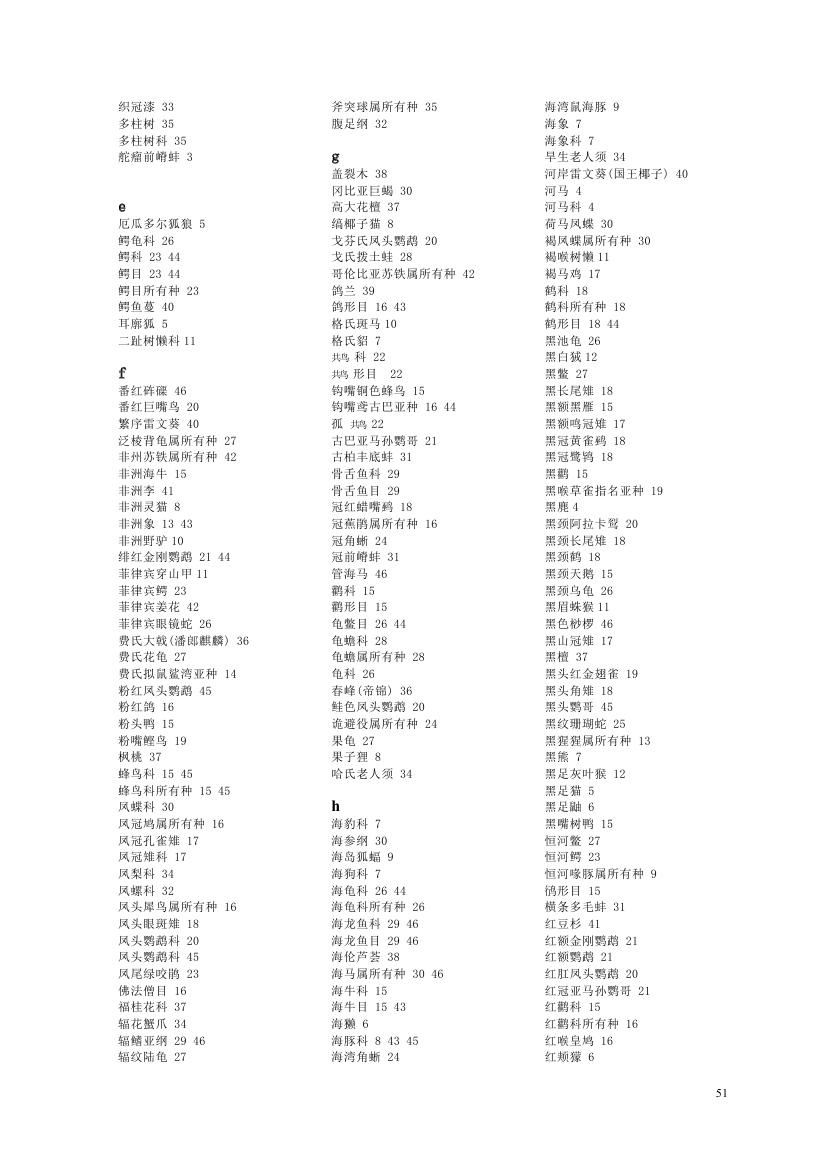 织冠漆 33
多柱树 35
多柱树科 35
舵瘤前嵴蚌 3
e
厄瓜多尔狐狼 5
鳄龟科 26
鳄科 23 44
鳄目 23 44
鳄目所有种 23
鳄鱼蔓 40
耳廓狐 5
二趾树懒科 11
f
番红砗磲 46
番红巨嘴鸟 20
繁序雷文葵 40
泛棱背龟属所有种 27
非州苏铁属所有种 42
非洲海牛 15
非洲李 41
非洲灵猫 8
非洲象 13 43
非洲野驴 10
绯红金刚鹦鹉 21 44
菲律宾穿山甲 11
菲律宾鳄 23
菲律宾姜花 42
菲律宾眼镜蛇 26
费氏大戟(潘郎麒麟) 36
费氏花龟 27
费氏拟鼠鲨湾亚种 14
粉红凤头鹦鹉 45
粉红鸽 16
粉头鸭 15
粉嘴鲣鸟 19
枫桃 37
蜂鸟科 15 45
蜂鸟科所有种 15 45
凤蝶科 30
凤冠鸠属所有种 16
凤冠孔雀雉 17
凤冠雉科 17
凤梨科 34
凤螺科 32
凤头犀鸟属所有种 16
凤头眼斑雉 18
凤头鹦鹉科 20
凤头鹦鹉科 45
凤尾绿咬鹃 23
佛法僧目 16
福桂花科 37
辐花蟹爪 34
辐鳍亚纲 29 46
辐纹陆龟 27
斧突球属所有种 35
腹足纲 32
g
盖裂木 38
冈比亚巨蝎 30
高大花檀 37
缟椰子猫 8
戈芬氏凤头鹦鹉 20
戈氏拨土蛙 28
哥伦比亚苏铁属所有种 42
鸽兰 39
鸽形目 16 43
格氏斑马 10
格氏貂 7
共鸟 科 22
共鸟 形目 22
钩嘴铜色蜂鸟 15
钩嘴鸢古巴亚种 16 44
孤 共鸟 22
古巴亚马孙鹦哥 21
古柏丰底蚌 31
骨舌鱼科 29
骨舌鱼目 29
冠红蜡嘴鹀 18
冠蕉鹃属所有种 16
冠角蜥 24
冠前嵴蚌 31
管海马 46
鹳科 15
鹳形目 15
龟鳖目 26 44
龟蟾科 28
龟蟾属所有种 28
龟科 26
春峰(帝锦) 36
鲑色凤头鹦鹉 20
诡避役属所有种 24
果龟 27
果子狸 8
哈氏老人须 34
h
海豹科 7
海参纲 30
海岛狐蝠 9
海狗科 7
海龟科 26 44
海龟科所有种 26
海龙鱼科 29 46
海龙鱼目 29 46
海伦芦荟 38
海马属所有种 30 46
海牛科 15
海牛目 15 43
海獭 6
海豚科 8 43 45
海湾角蜥 24
海湾鼠海豚 9
海象 7
海象科 7
早生老人须 34
河岸雷文葵(国王椰子) 40
河马 4
河马科 4
荷马凤蝶 30
褐凤蝶属所有种 30
褐喉树懒 11
褐马鸡 17
鹤科 18
鹤科所有种 18
鹤形目 18 44
黑池龟 26
黑白狨 12
黑鳖 27
黑长尾雉 18
黑额黑雁 15
黑额鸣冠雉 17
黑冠黄雀鹀 18
黑冠鹭鸨 18
黑鹳 15
黑喉草雀指名亚种 19
黑鹿 4
黑颈阿拉卡鴷 20
黑颈长尾雉 18
黑颈鹤 18
黑颈天鹅 15
黑颈乌龟 26
黑眉蛛猴 11
黑色桫椤 46
黑山冠雉 17
黑檀 37
黑头红金翅雀 19
黑头角雉 18
黑头鹦哥 45
黑纹珊瑚蛇 25
黑猩猩属所有种 13
黑熊 7
黑足灰叶猴 12
黑足猫 5
黑足鼬 6
黑嘴树鸭 15
恒河鳖 27
恒河鳄 23
恒河喙豚属所有种 9
鸻形目 15
横条多毛蚌 31
红豆杉 41
红额金刚鹦鹉 21
红额鹦鹉 21
红肛凤头鹦鹉 20
红冠亚马孙鹦哥 21
红鹳科 15
红鹳科所有种 16
红喉皇鸠 16
红颊獴 6
51